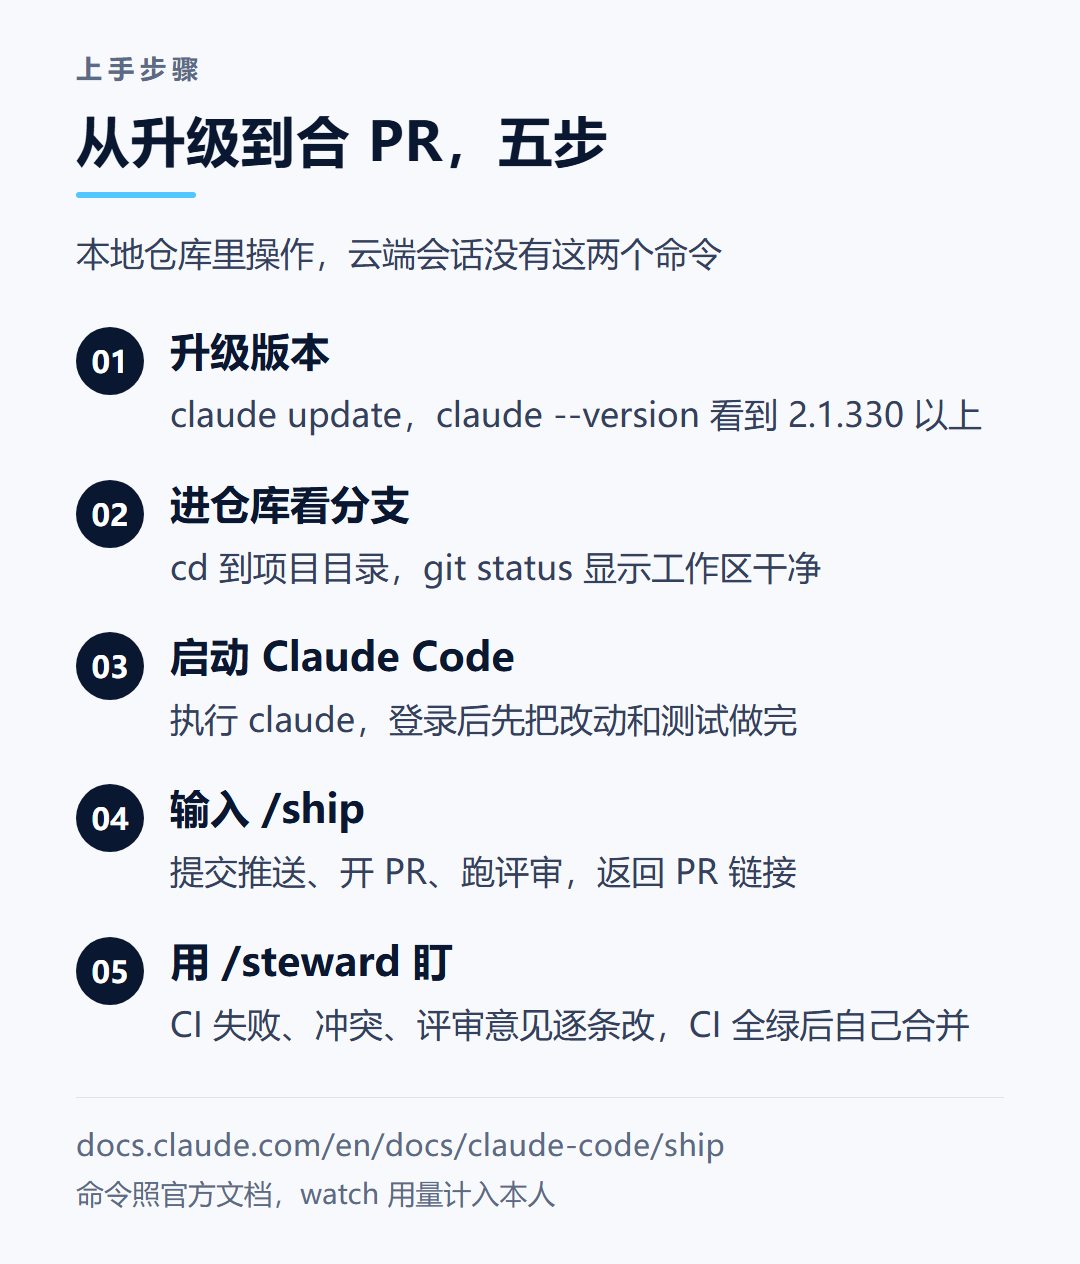 上手步骤
从升级到合 PR，五步
本地仓库里操作，云端会话没有这两个命令
01
升级版本
claude update，claude --version 看到 2.1.330 以上
02
进仓库看分支
cd 到项目目录，git status 显示工作区干净
03
启动 Claude Code
执行 claude，登录后先把改动和测试做完
04
输入 /ship
提交推送、开 PR、跑评审，返回 PR 链接
05
用 /steward 盯
CI 失败、冲突、评审意见逐条改，CI 全绿后自己合并
docs.claude.com/en/docs/claude-code/ship
命令照官方文档，watch 用量计入本人